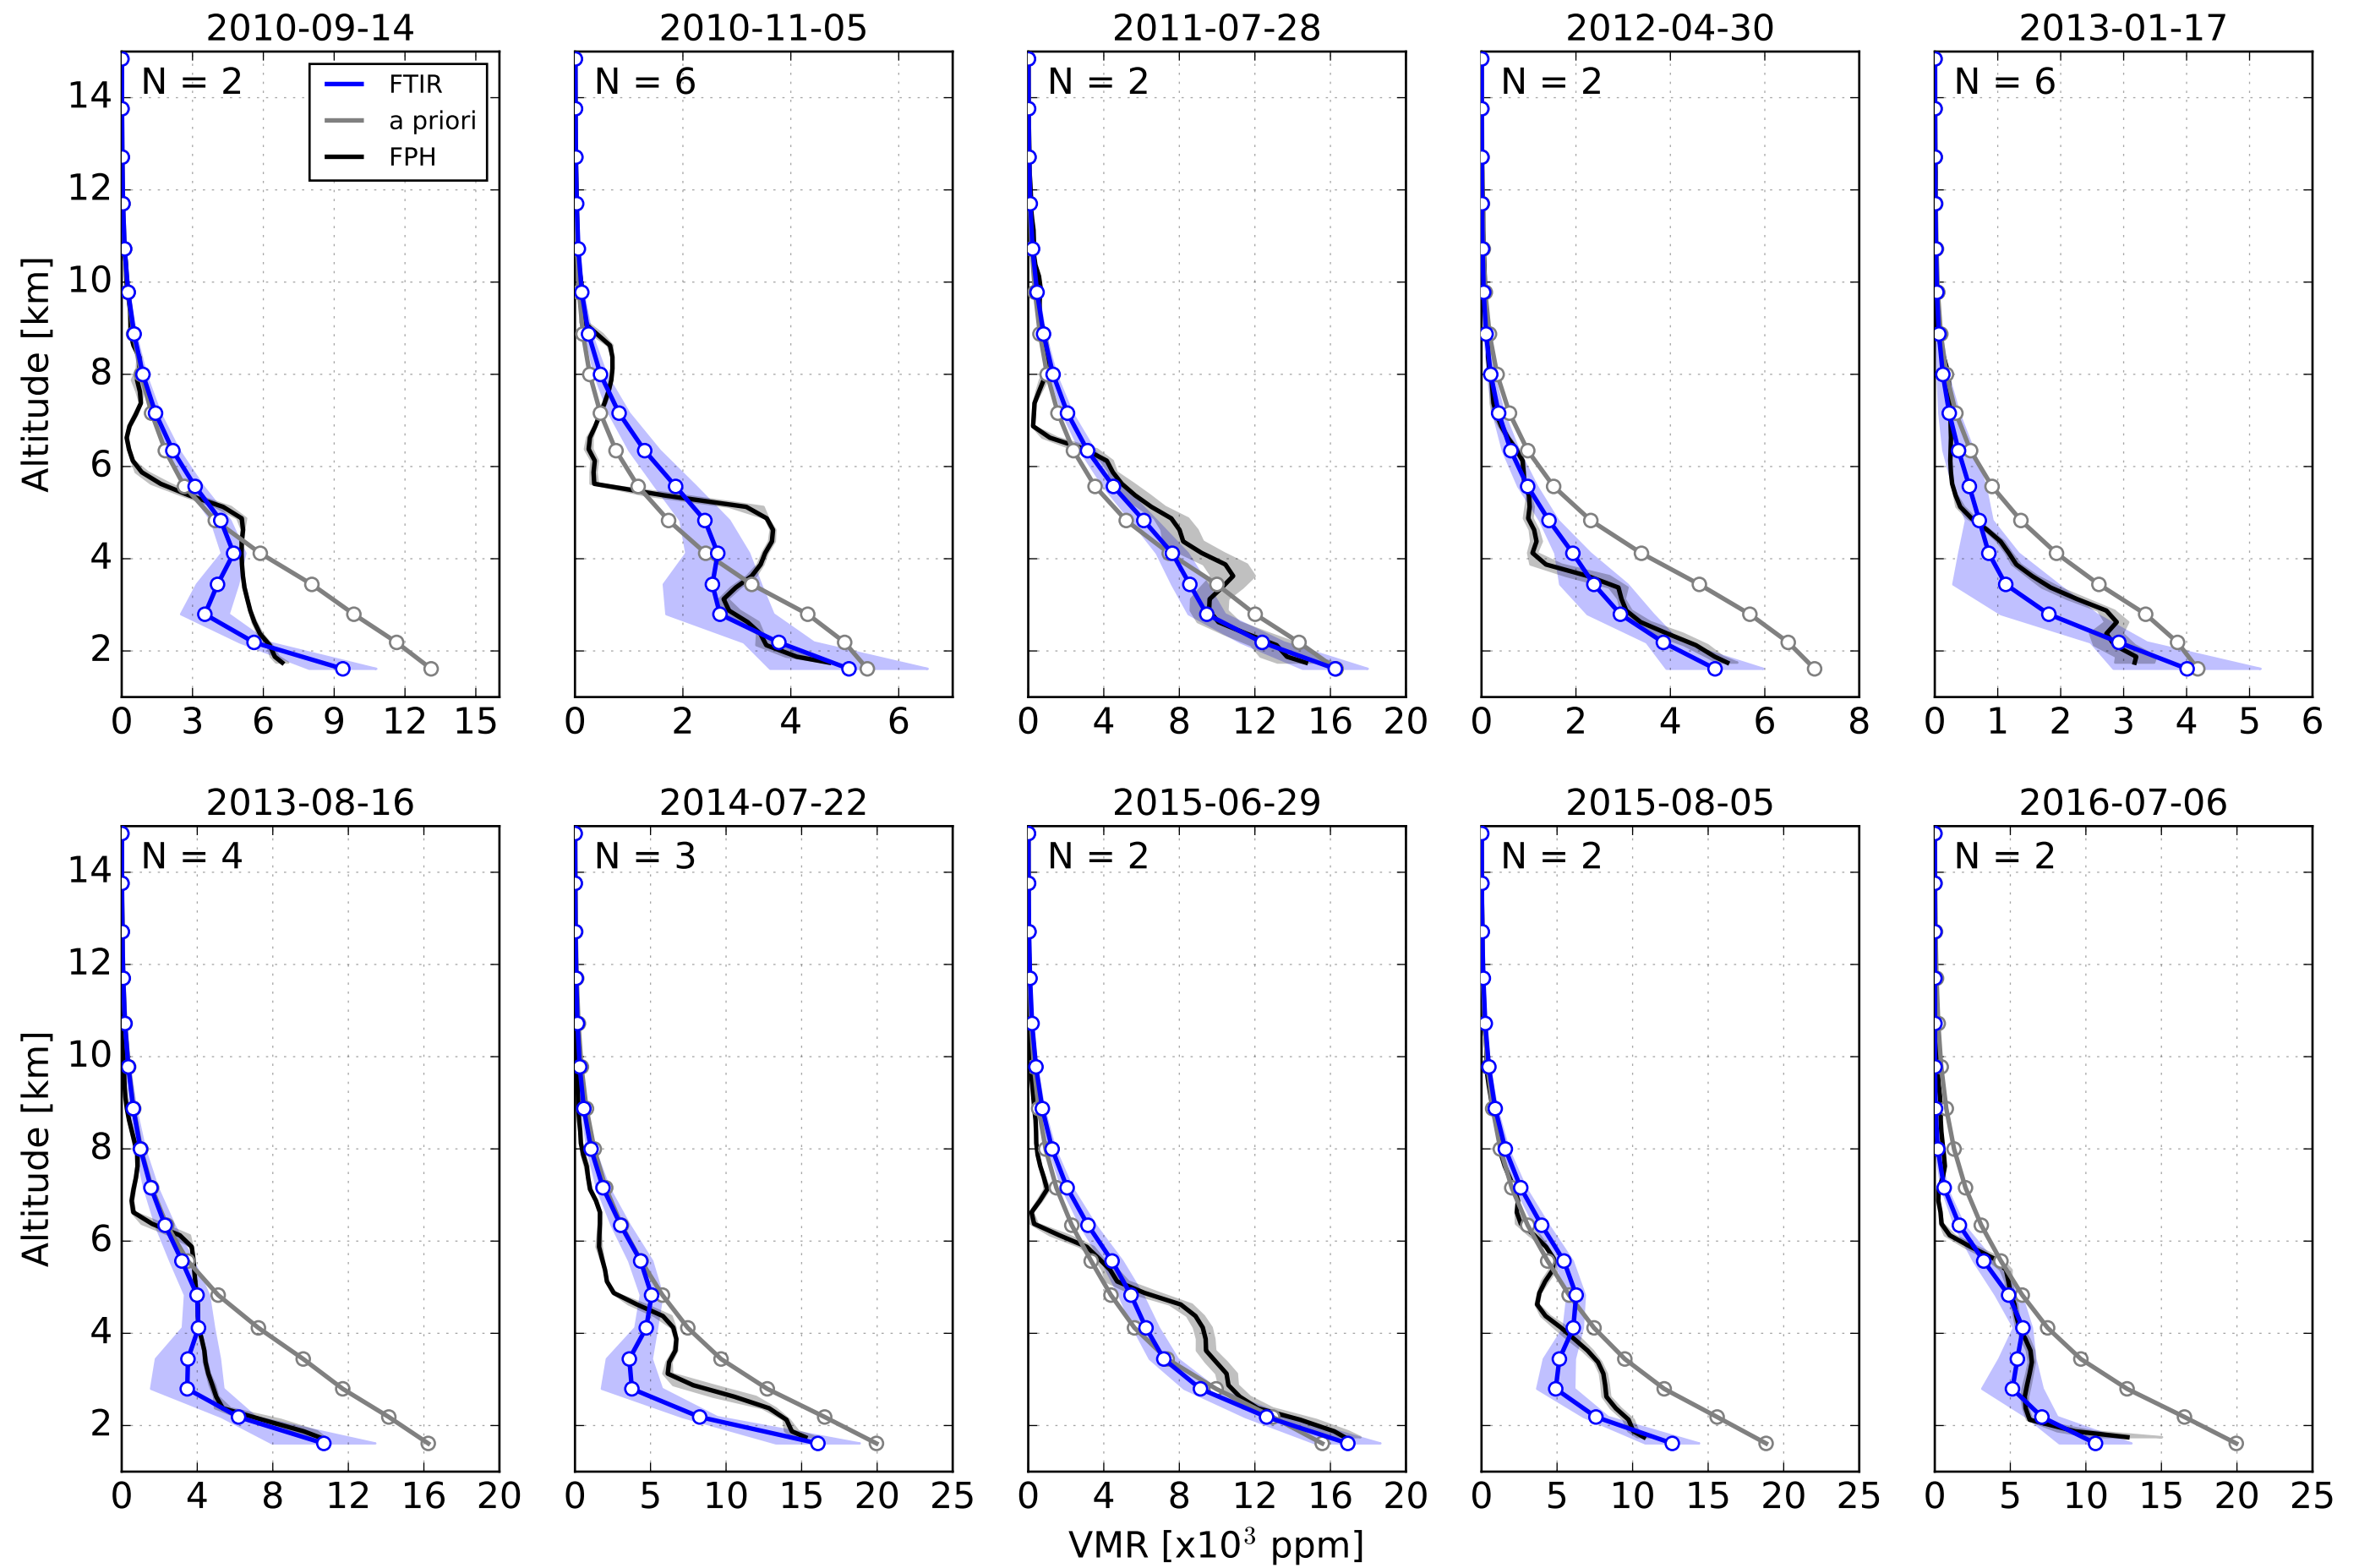 2010-09-14
2010-11-05
2011-07-28
2012-04-30
2013-01-17
N = 2
N = 6
N = 2
N = 2
N = 6
FTIR
a priori
FPH
Altitude [km]
14
12
10
8
6
4
2
0 3 6 9 12 15
0 2 4 6
0 4 8 12 16 20
0 2 4 6 8
0 1 2 3 4 5 6
2013-08-16
2014-07-22
2015-06-29
2015-08-05
2016-07-06
N = 4
N = 3
N = 2
N = 2
N = 2
Altitude [km]
14
12
10
8
6
4
2
0 4 8 12 16 20
0 5 10 15 20 25
0 4 8 12 16 20
0 5 10 15 20 25
0 5 10 15 20 25
VMR [x10³ ppm]